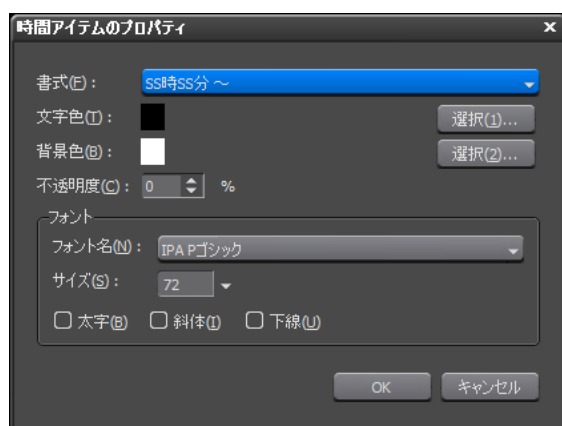 時間アイテムのプロパティ x
書式(F)： SS時SS分 ～
文字色(T)： 選択(1)...
背景色(B)： 選択(2)...
不透明度(C)： 0 %
フォント
フォント名(N)： IPA Pゴシック
サイズ(S)： 72
太字(B) 斜体(I) 下線(U)
OK キャンセル